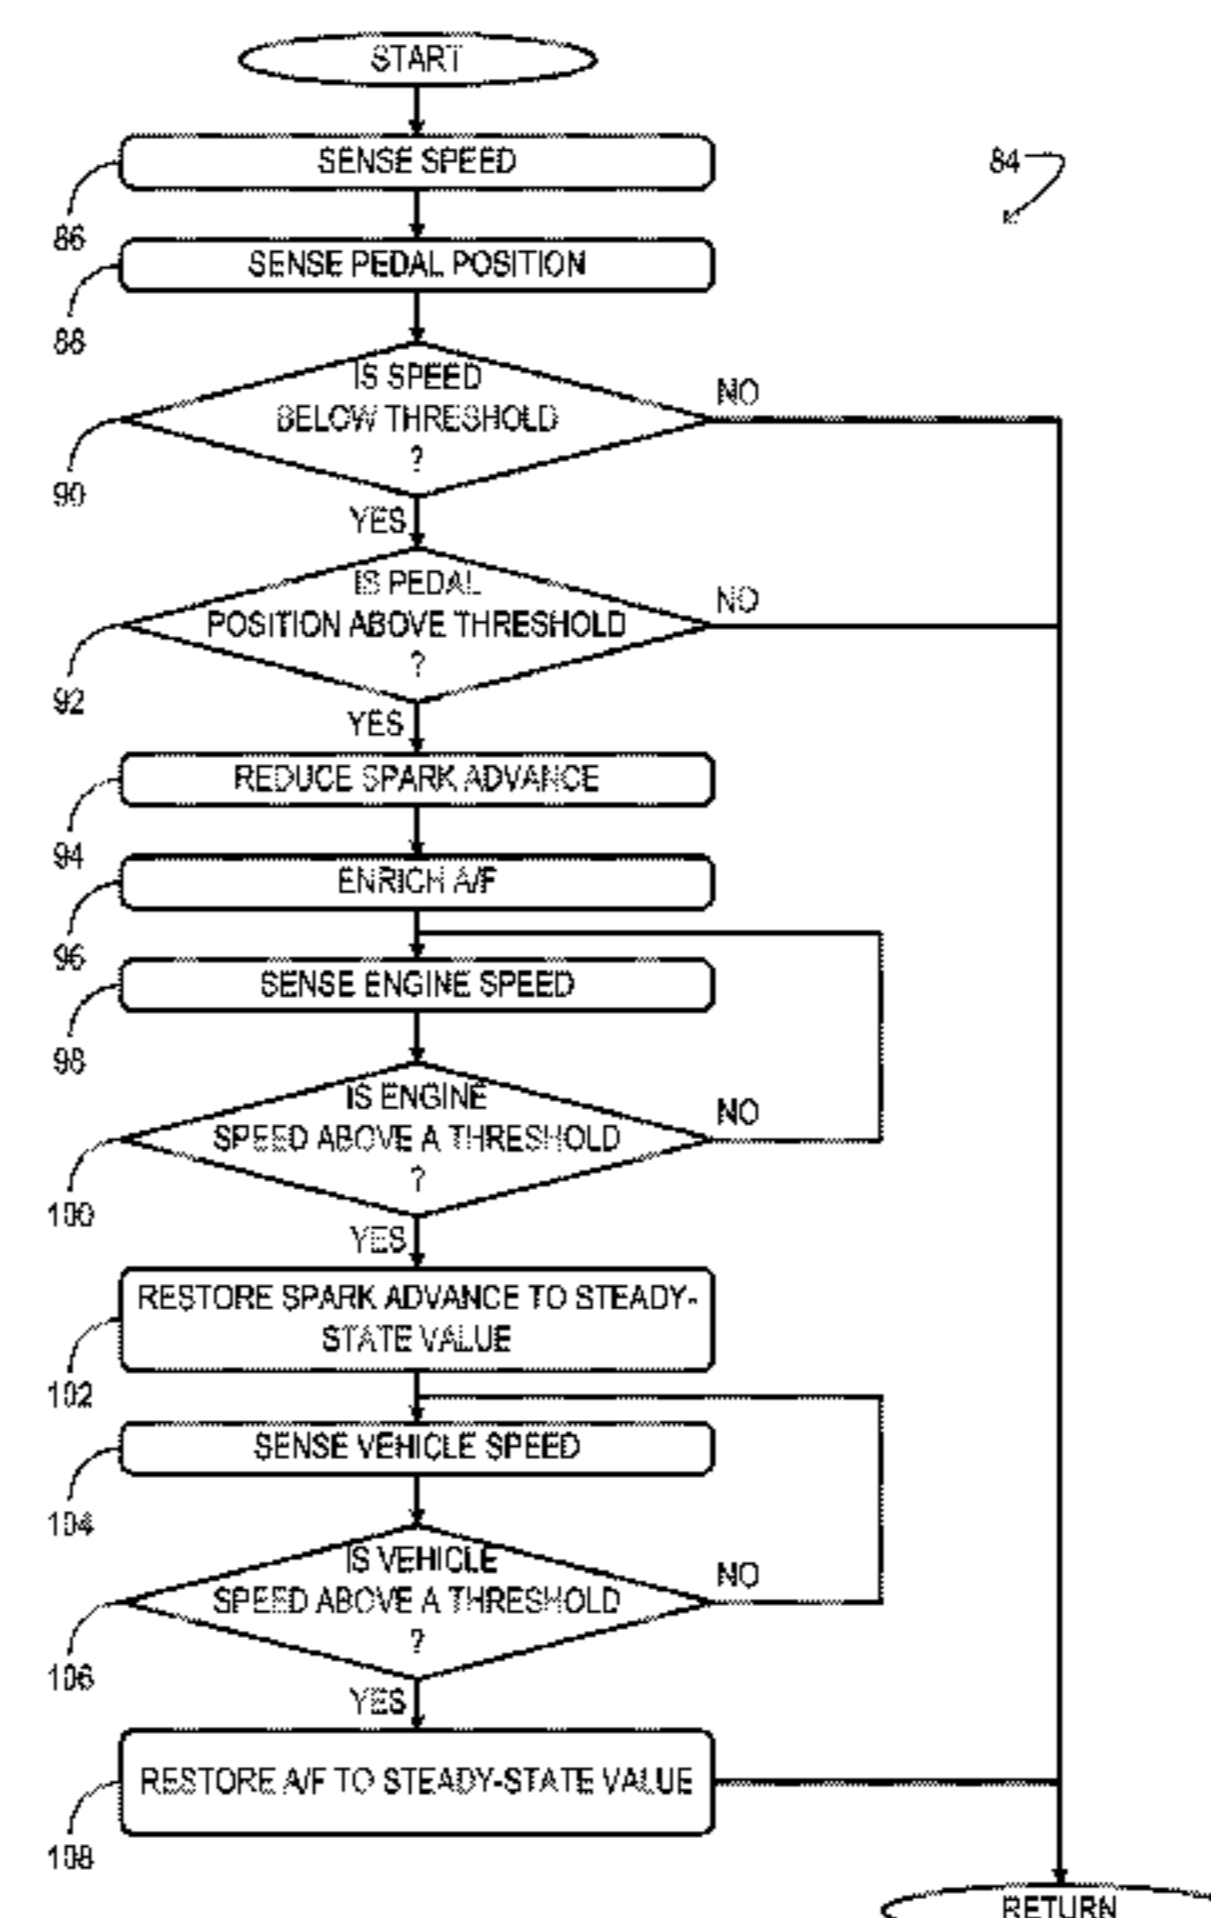 START
84
SENSE SPEED
86
SENSE PEDAL POSITION
88
IS SPEED
BELOW THRESHOLD
?
NO
90
YES
IS PEDAL
POSITION ABOVE THRESHOLD
?
NO
92
YES
REDUCE SPARK ADVANCE
94
ENRICH A/F
96
SENSE ENGINE SPEED
98
IS ENGINE
SPEED ABOVE A THRESHOLD
?
NO
100
YES
RESTORE SPARK ADVANCE TO STEADY-
STATE VALUE
102
SENSE VEHICLE SPEED
104
IS VEHICLE
SPEED ABOVE A THRESHOLD
?
NO
106
YES
RESTORE A/F TO STEADY-STATE VALUE
108
RETURN